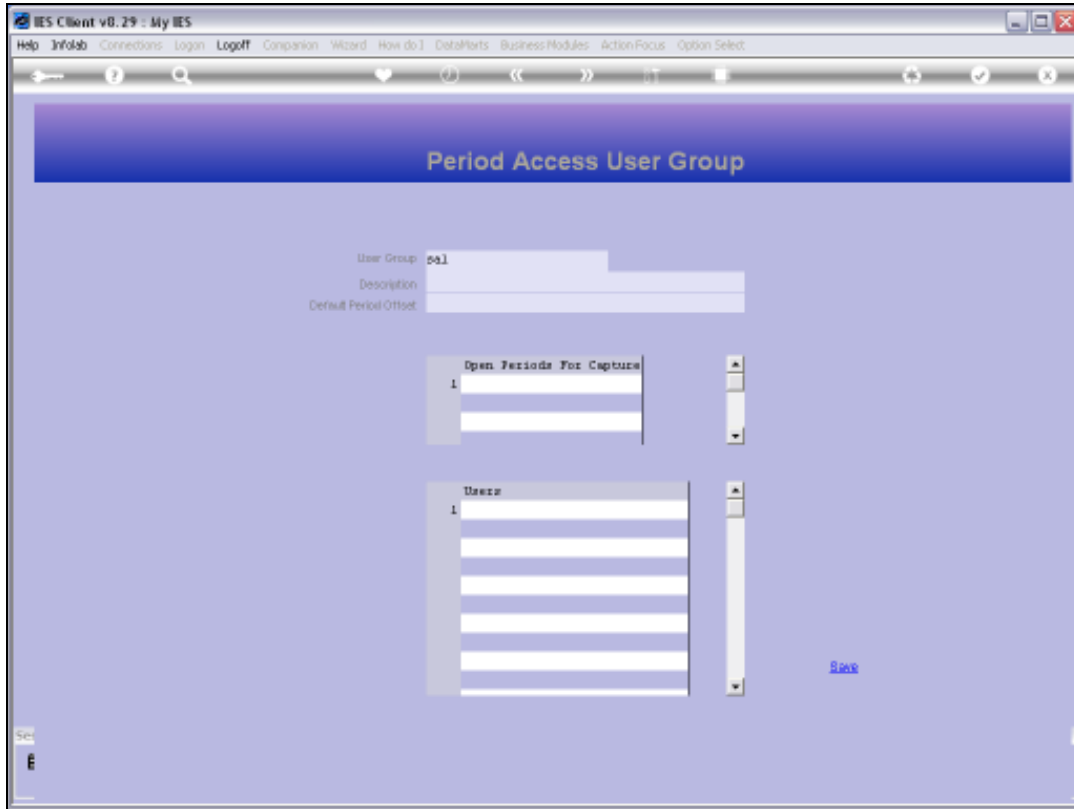 IES Client v8.29 : My IES
Help Infolab Connections Logon Logoff Companion Wizard How do I DataMarts Business Modules Action Focus Option Select
Period Access User Group
User Group sal
Description
Default Period Offset
Open Periods For Capture
1
Users
1
Save